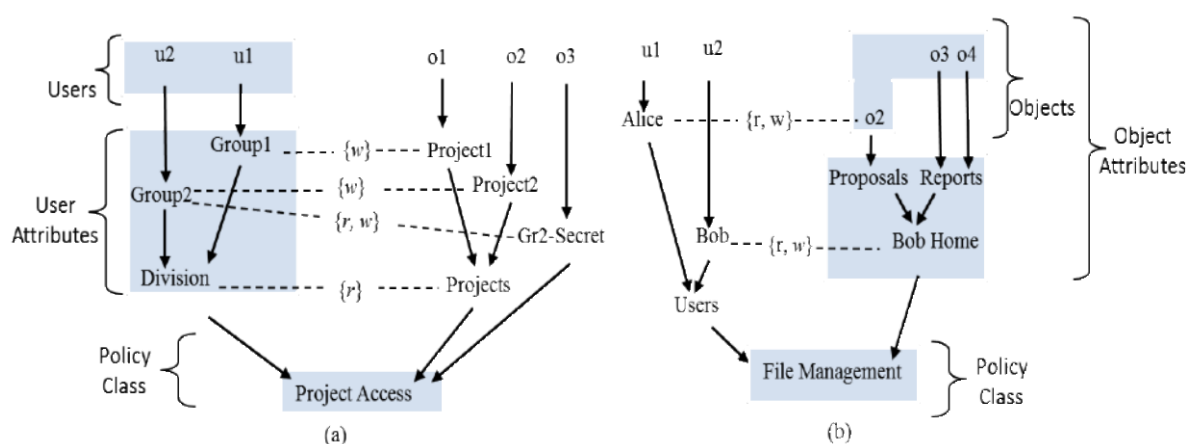 u2 u1
Users
o1 o2 o3
u1 u2
o3 o4
Objects
Alice {r, w} o2
Group1 {w} Project1
Group2 {w} Project2
{r, w}
Gr2-Secret
User
Attributes
Division {r} Projects
Proposals Reports
Bob {r, w} Bob Home
Users
Object
Attributes
Policy
Class
Project Access
(a)
File Management
Policy
Class
(b)